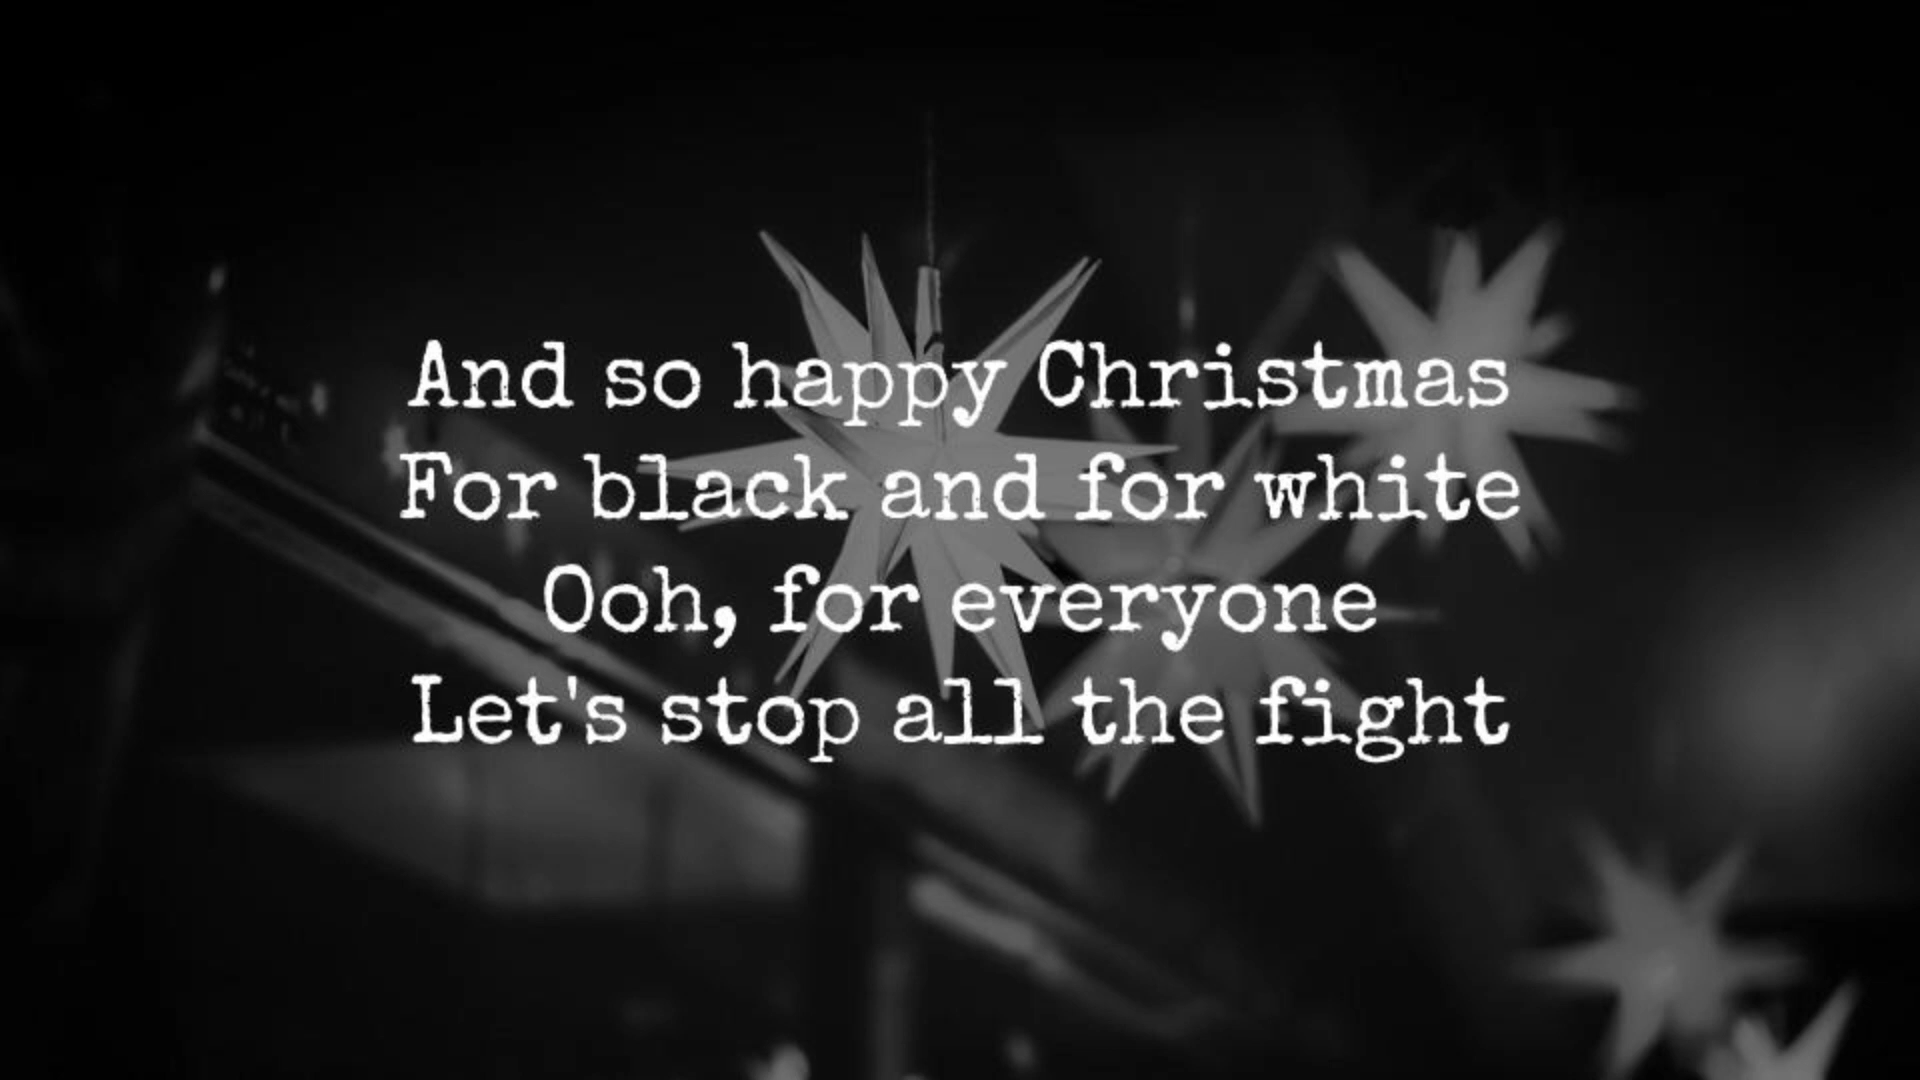 And so happy Christmas
For black and for white
Ooh, for everyone
Let's stop all the fight